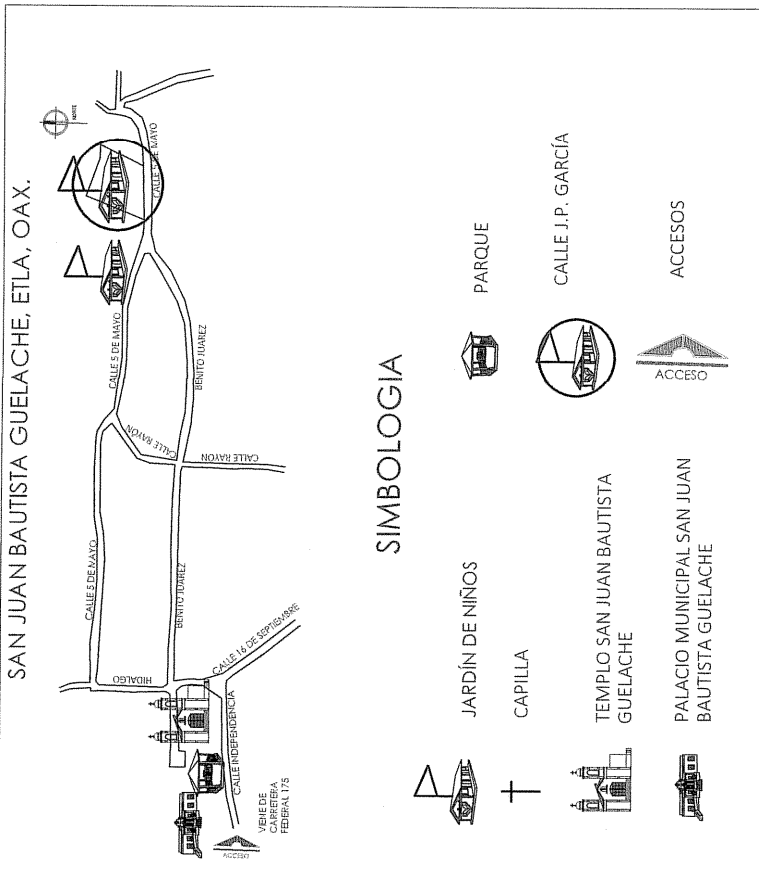 SAN JUAN BAUTISTA GUELACHE, ETLA, OAX.
NORTE
CALLE 5 DE MAYO
CALLE 5 DE MAYO
CALLE 5 DE MAYO
BENITO JUAREZ
BENITO JUAREZ
CALLE RAYÓN
CALLE RAYÓN
HIDALGO
CALLE 16 DE SEPTIEMBRE
CALLE INDEPENDENCIA
VIENE DE
CARRETERA
FEDERAL 175
ACCESO
SIMBOLOGIA
JARDÍN DE NIÑOS
CAPILLA
TEMPLO SAN JUAN BAUTISTA
GUELACHE
PALACIO MUNICIPAL SAN JUAN
BAUTISTA GUELACHE
PARQUE
CALLE J.P. GARCÍA
ACCESO
ACCESOS